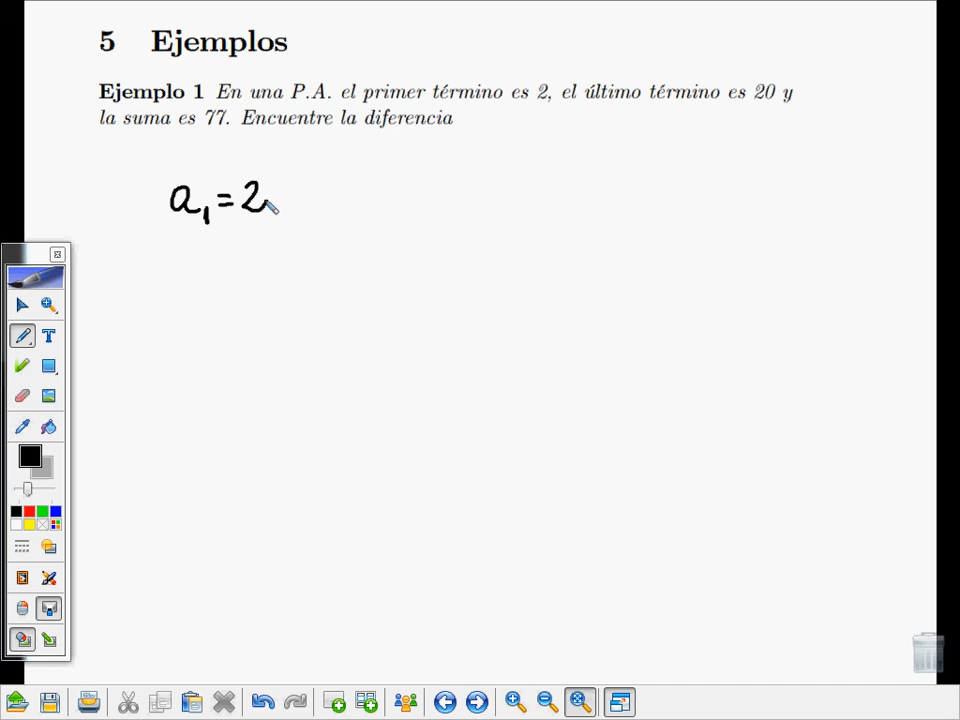 5 Ejemplos
Ejemplo 1 En una P.A. el primer término es 2, el último término es 20 y
la suma es 77. Encuentre la diferencia
a₁ = 2
T